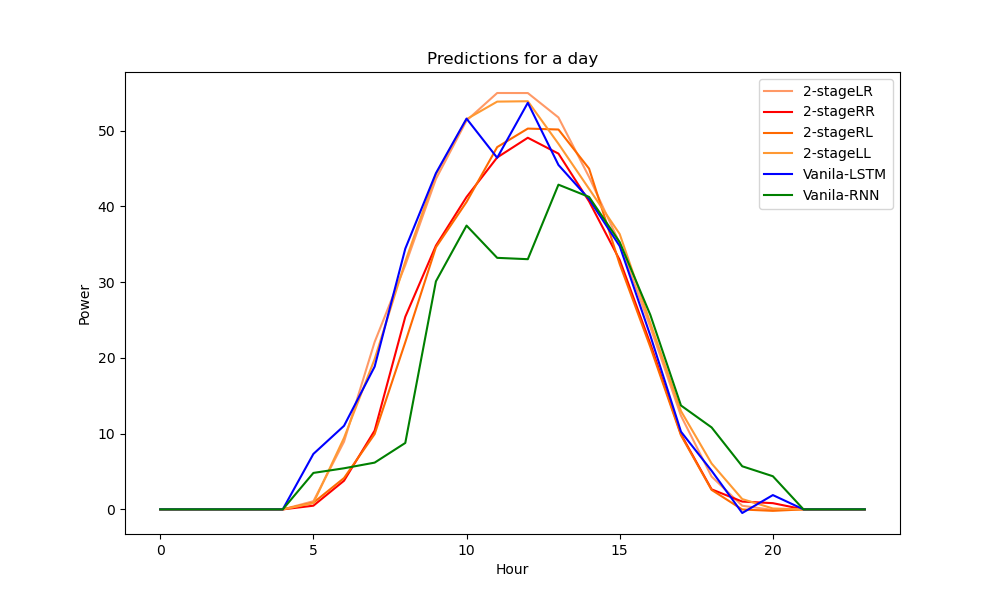 Predictions for a day
2-stageLR
2-stageRR
2-stageRL
2-stageLL
Vanila-LSTM
Vanila-RNN
50
40
30
20
10
0
Power
0 5 10 15 20
Hour